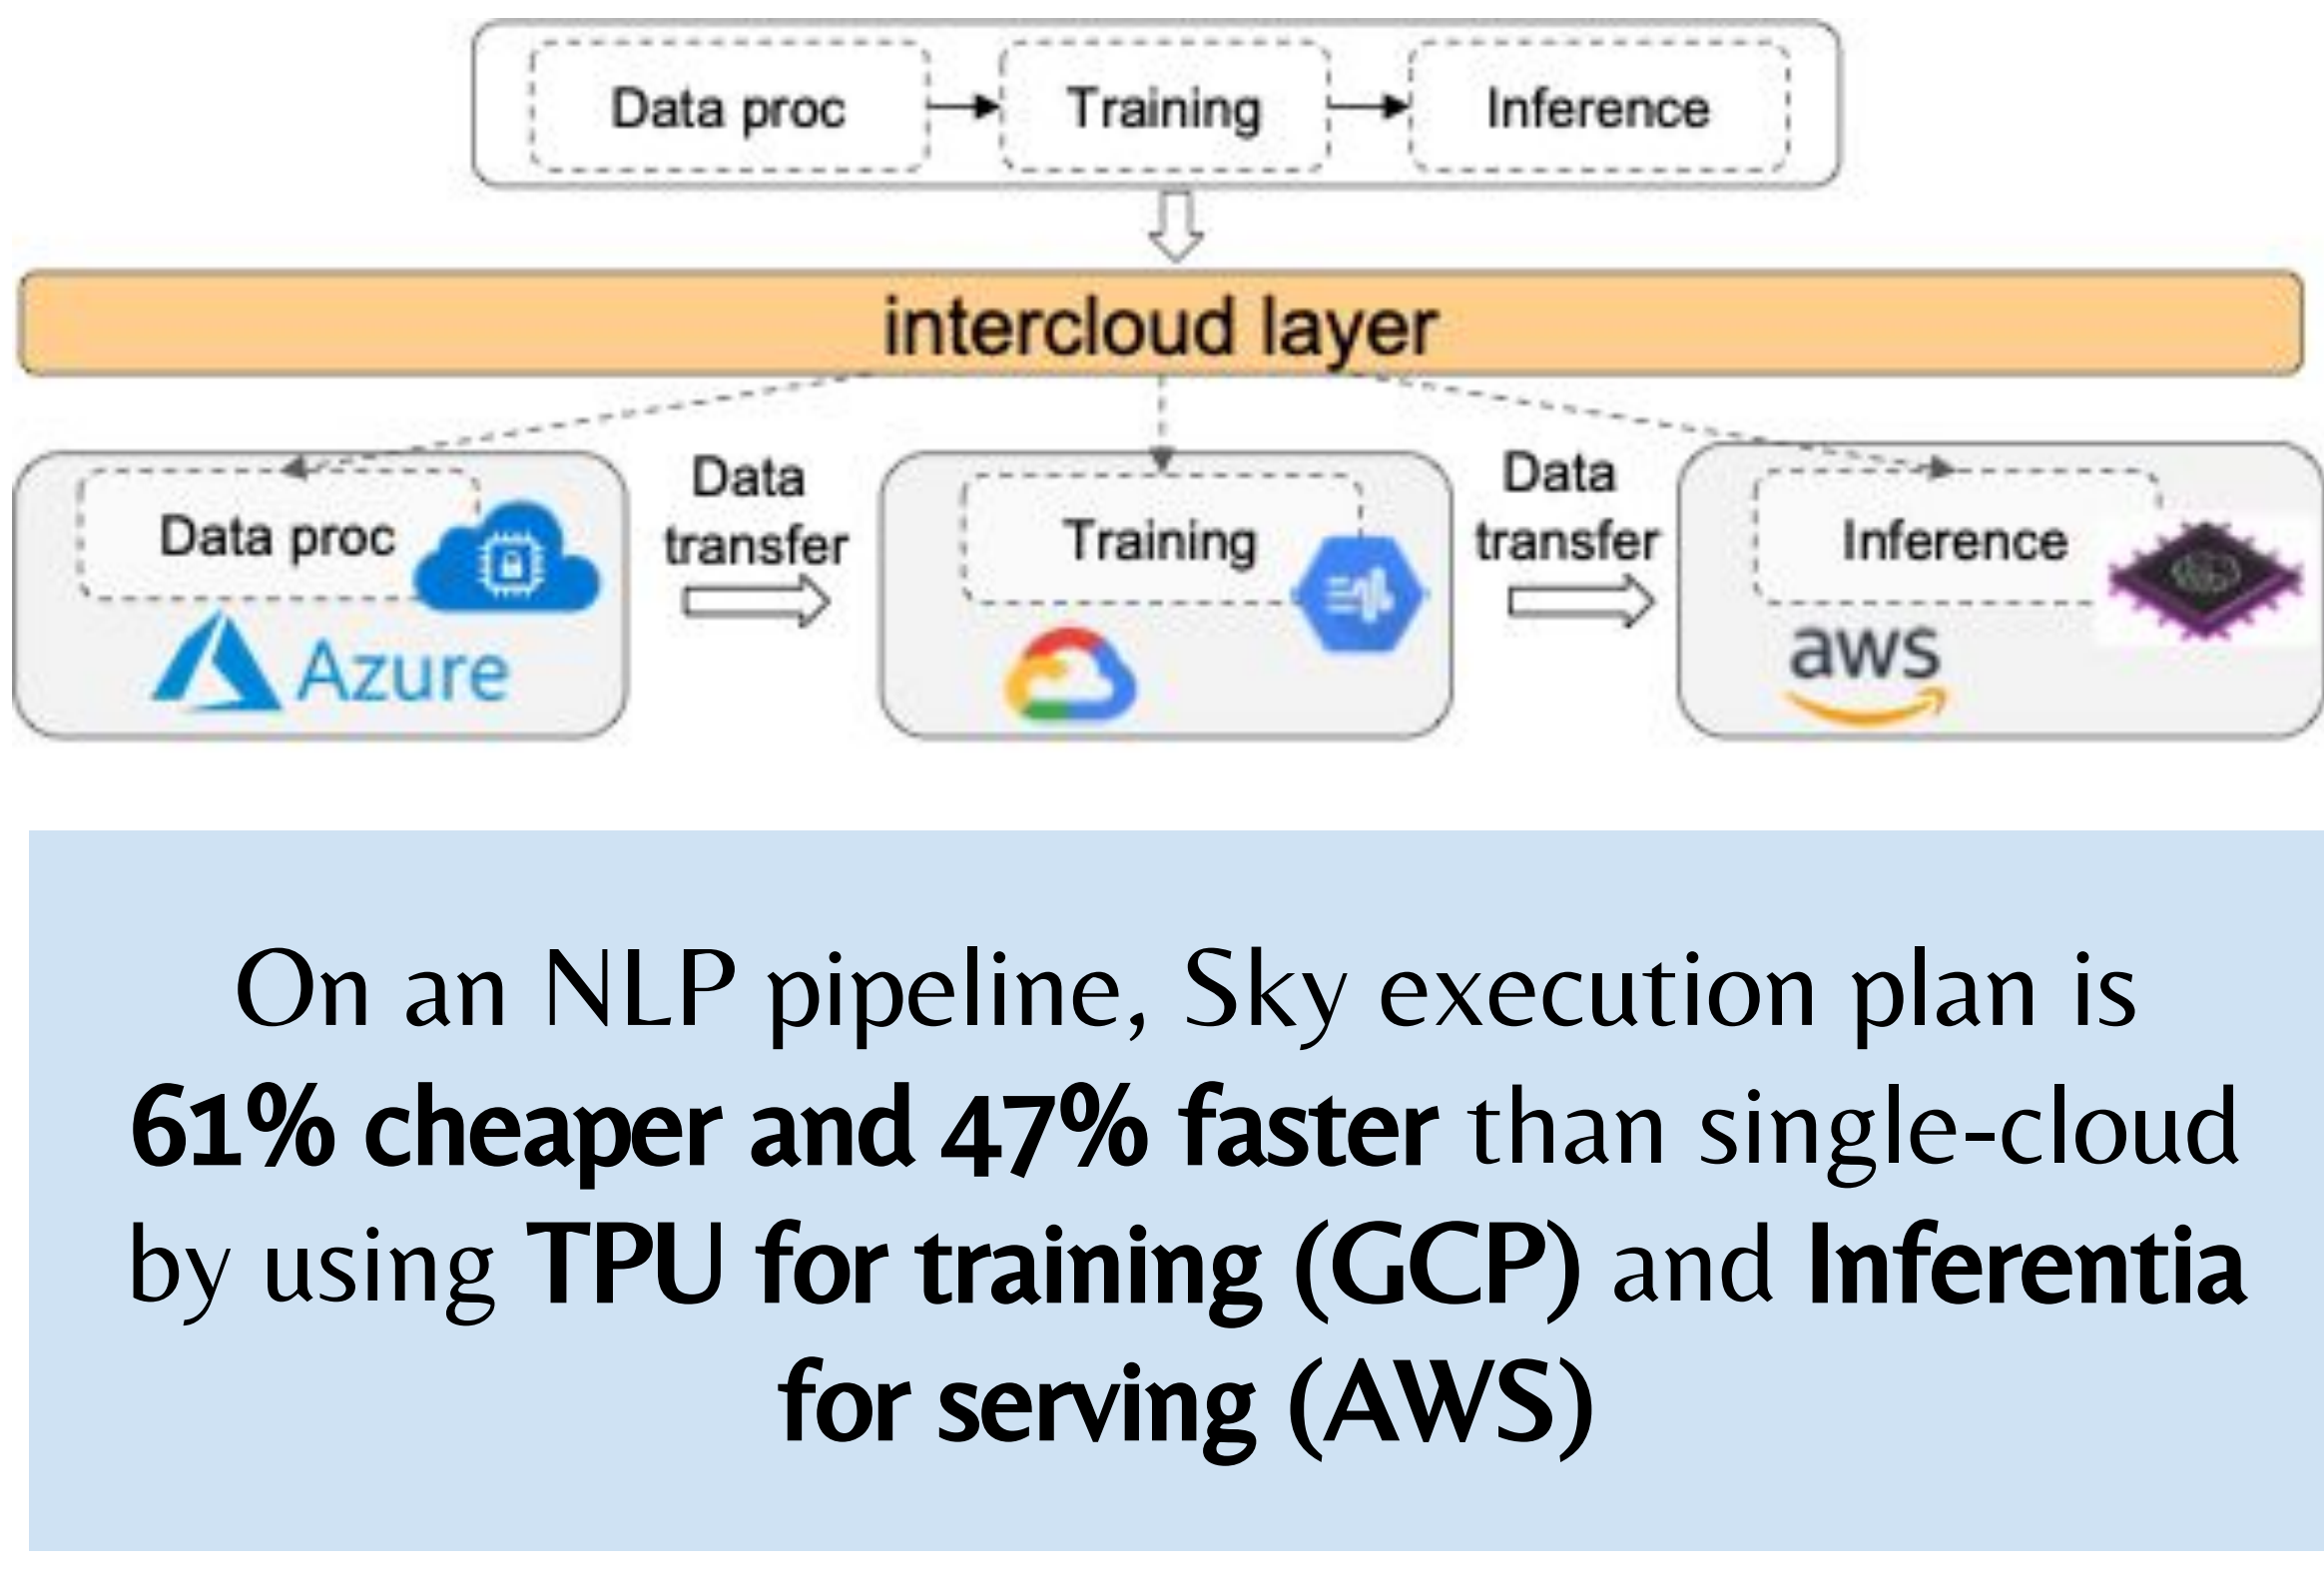 Data proc
Training
Inference
intercloud layer
Data proc
Azure
Data
transfer
Training
Data
transfer
Inference
aws
On an NLP pipeline, Sky execution plan is
61% cheaper and 47% faster than single-cloud
by using TPU for training (GCP) and Inferentia
for serving (AWS)